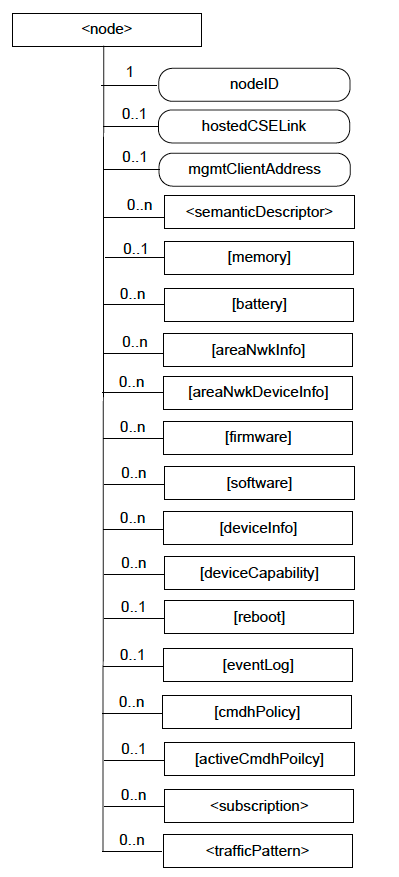 <node>
1
nodeID
0..1
hostedCSELink
0..1
mgmtClientAddress
0..n
<semanticDescriptor>
0..1
[memory]
0..n
[battery]
0..n
[areaNwkInfo]
0..n
[areaNwkDeviceInfo]
0..n
[firmware]
0..n
[software]
0..n
[deviceInfo]
0..n
[deviceCapability]
0..1
[reboot]
0..1
[eventLog]
0..n
[cmdhPolicy]
0..1
[activeCmdhPoilcy]
0..n
<subscription>
0..n
<trafficPattern>